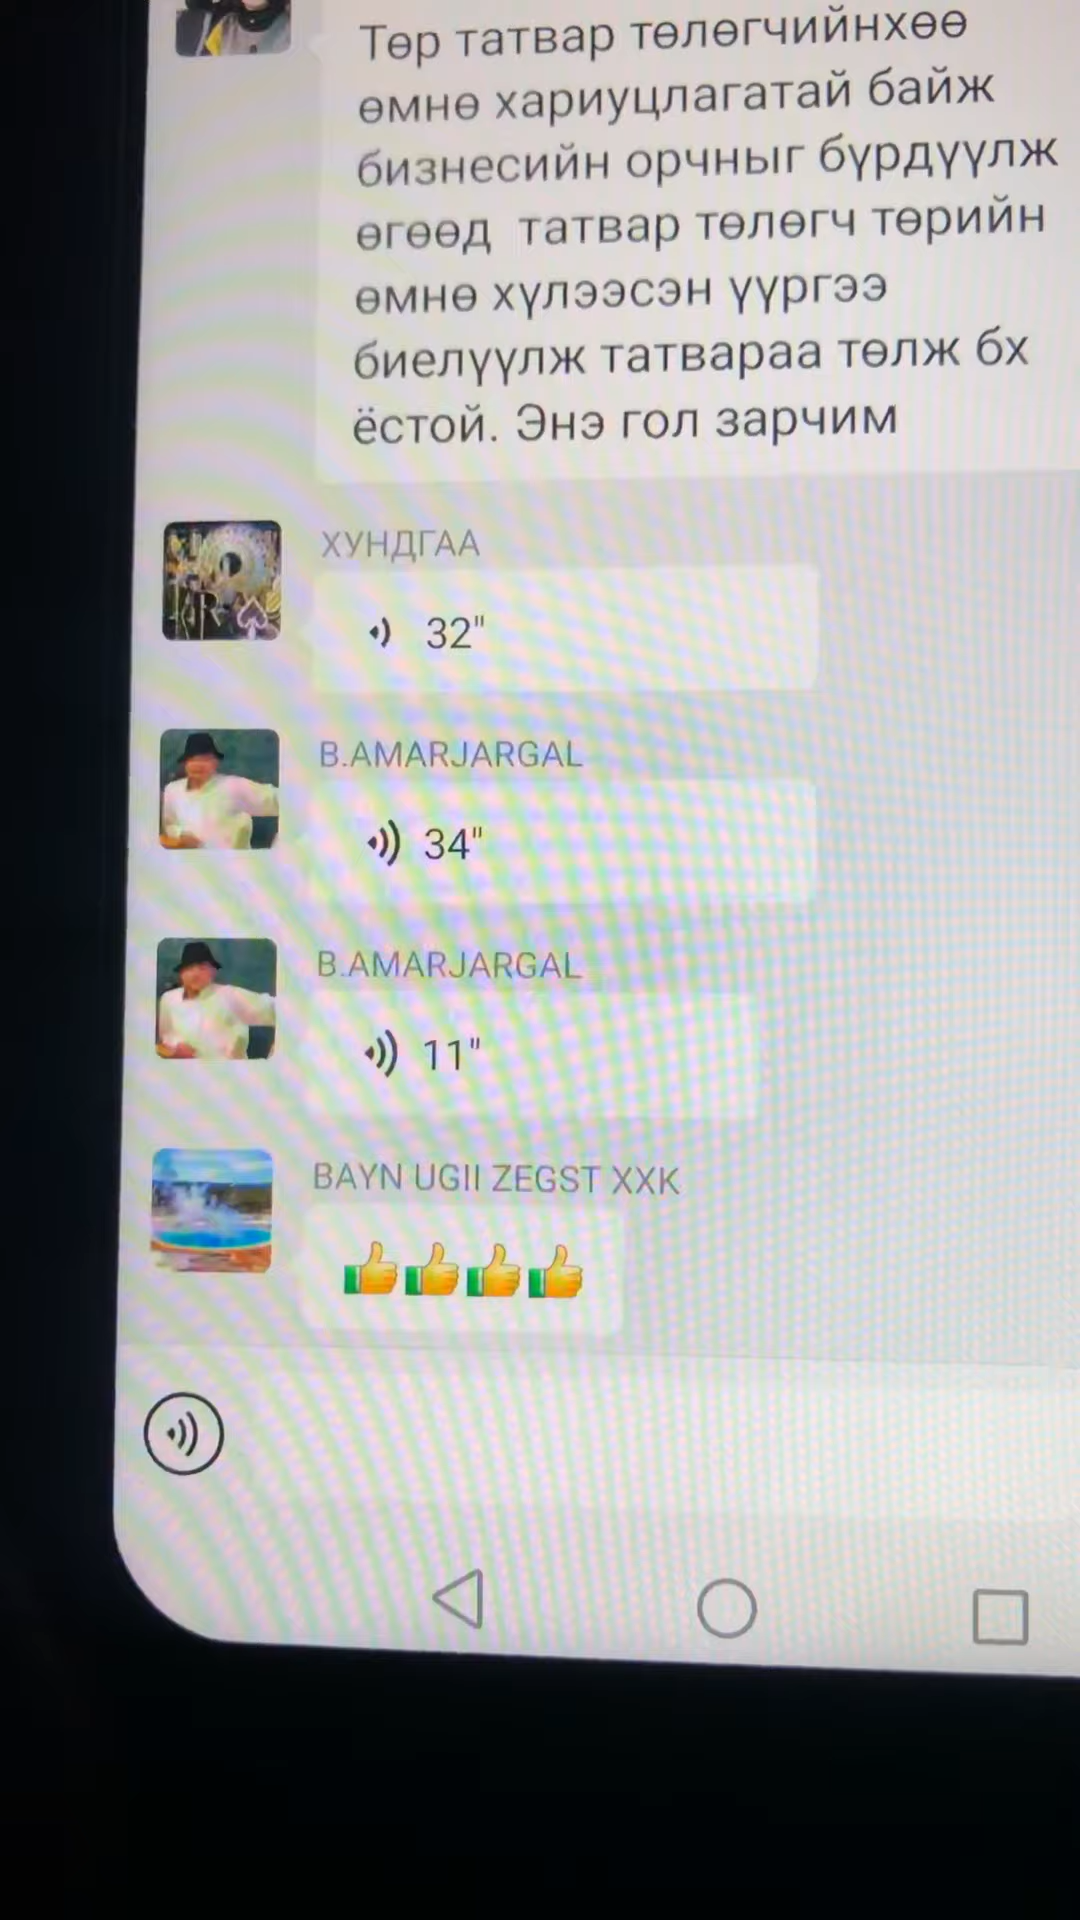 Төр татвар төлөгчийнхөө
өмнө хариуцлагатай байж
бизнесийн орчныг бүрдүүлж
өгөөд татвар төлөгч төрийн
өмнө хүлээсэн үүргээ
биелүүлж татвараа төлж бх
ёстой. Энэ гол зарчим
ХУНДГАА
32"
B.AMARJARGAL
34"
B.AMARJARGAL
11"
BAYN UGII ZEGST XXK
👍👍👍👍